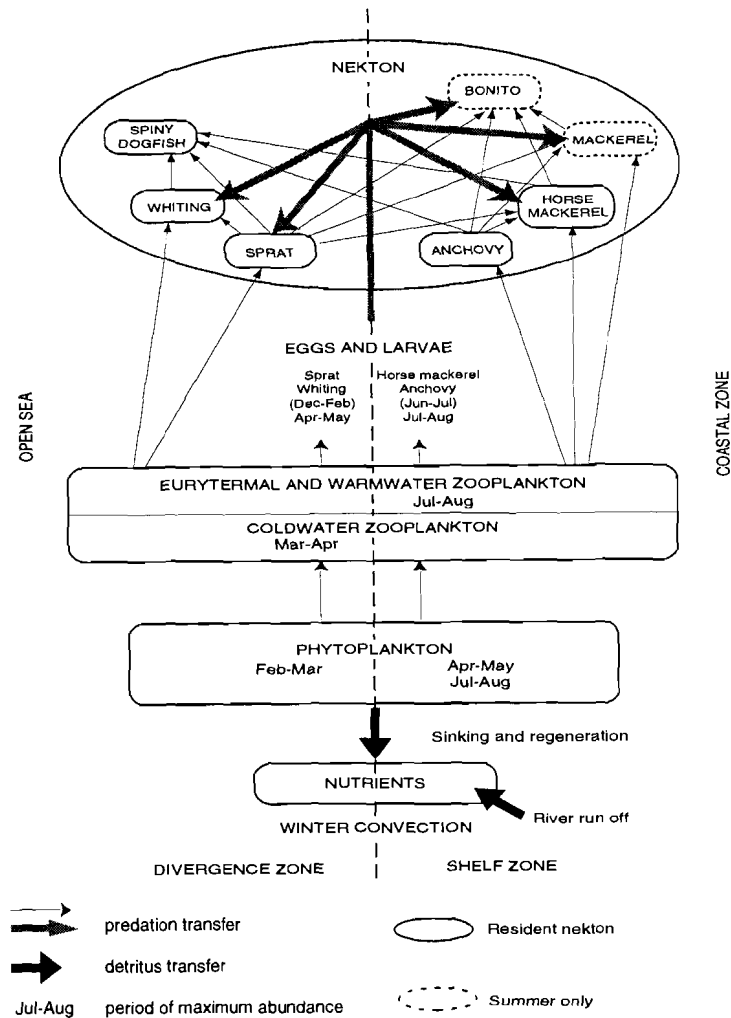 NEKTON
BONITO
SPINY
DOGFISH
MACKEREL
WHITING
HORSE
MACKEREL
SPRAT
ANCHOVY
EGGS AND LARVAE
Sprat
Whiting
(Dec-Feb)
Apr-May
Horse mackerel
Anchovy
(Jun-Jul)
Jul-Aug
OPEN SEA
COASTAL ZONE
EURYTERMAL AND WARMWATER ZOOPLANKTON
Jul-Aug
COLDWATER ZOOPLANKTON
Mar-Apr
PHYTOPLANKTON
Feb-Mar
Apr-May
Jul-Aug
Sinking and regeneration
NUTRIENTS
River run off
WINTER CONVECTION
DIVERGENCE ZONE
SHELF ZONE
predation transfer
detritus transfer
Jul-Aug period of maximum abundance
Resident nekton
Summer only